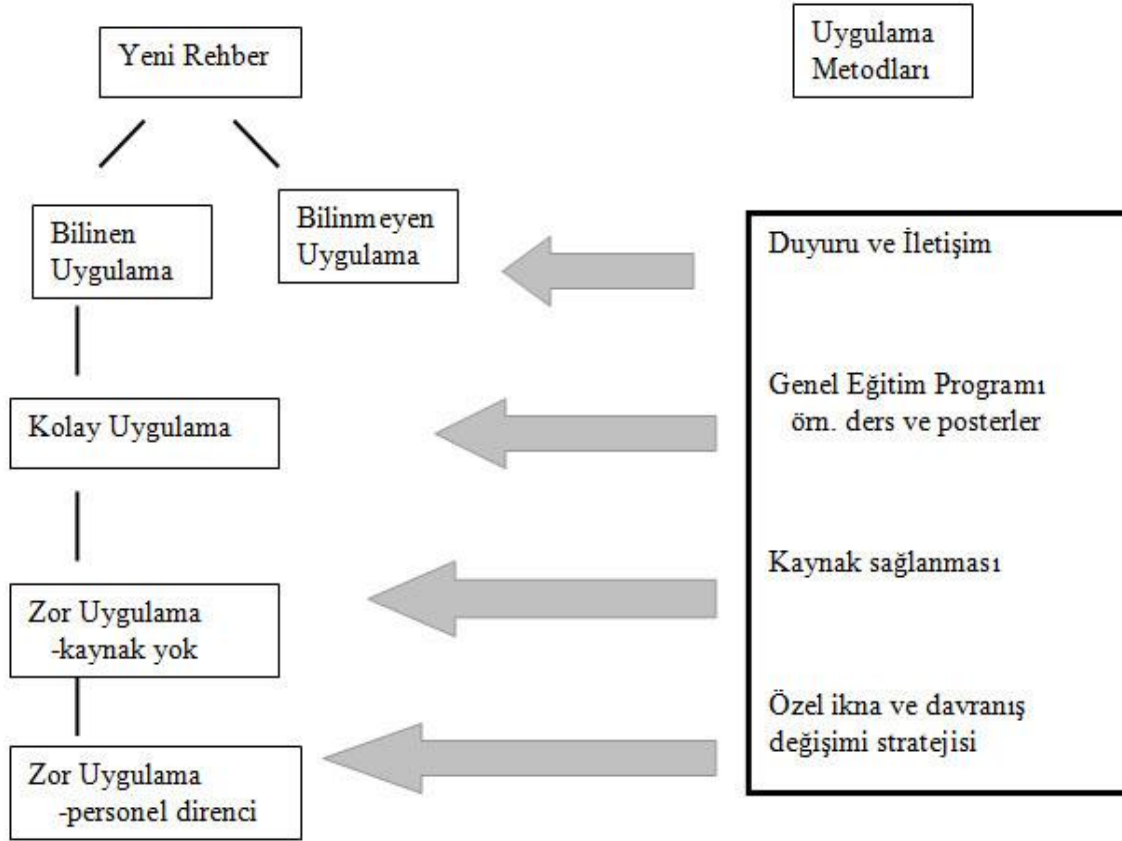 Yeni Rehber
Uygulama
Metodları
Bilinen
Uygulama
Bilinmeyen
Uygulama
Duyuru ve İletişim
Kolay Uygulama
Genel Eğitim Programı
örn. ders ve posterler
Zor Uygulama
-kaynak yok
Kaynak sağlanması
Zor Uygulama
-personel direnci
Özel ikna ve davranış
değişimi stratejisi